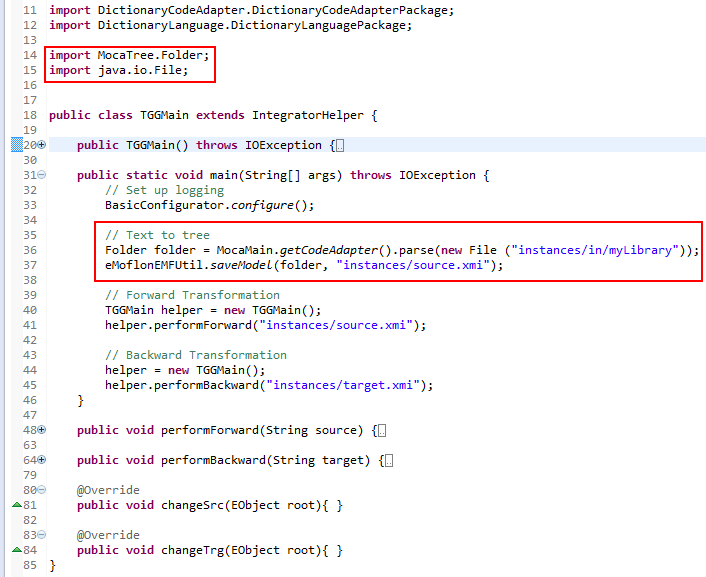 11 import DictionaryCodeAdapter.DictionaryCodeAdapterPackage;
12 import DictionaryLanguage.DictionaryLanguagePackage;
13
14 import MocaTree.Folder;
15 import java.io.File;
16
17
18 public class TGGMain extends IntegratorHelper {
19
20 public TGGMain() throws IOException {
30
31 public static void main(String[] args) throws IOException {
32 // Set up logging
33 BasicConfigurator.configure();
34
35 // Text to tree
36 Folder folder = MocaMain.getCodeAdapter().parse(new File ("instances/in/myLibrary"));
37 eMoflonEMFUtil.saveModel(folder, "instances/source.xmi");
38
39 // Forward Transformation
40 TGGMain helper = new TGGMain();
41 helper.performForward("instances/source.xmi");
42
43 // Backward Transformation
44 helper = new TGGMain();
45 helper.performBackward("instances/target.xmi");
46 }
47
48 public void performForward(String source) {
63
64 public void performBackward(String target) {
79
80 @Override
81 public void changeSrc(EObject root){ }
82
83 @Override
84 public void changeTrg(EObject root){ }
85 }